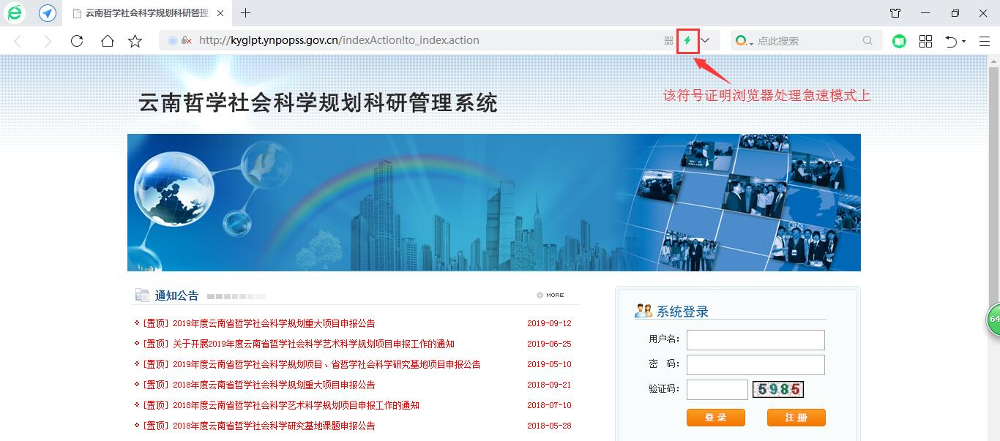 云南哲学社会科学规划科研管理
http://kyglpt.ynpopss.gov.cn/indexAction!to_index.action
点此搜索
该符号证明浏览器处理急速模式上
云南哲学社会科学规划科研管理系统
通知公告
MORE
[置顶] 2019年度云南省哲学社会科学规划重大项目申报公告 2019-09-12
[置顶] 关于开展2019年度云南省哲学社会科学艺术科学规划项目申报工作的通知 2019-06-25
[置顶] 2019年度云南省哲学社会科学规划项目、省哲学社会科学研究基地项目申报公告 2019-05-10
[置顶] 2018年度云南省哲学社会科学规划重大项目申报公告 2018-09-21
[置顶] 2018年度云南省哲学社会科学艺术科学规划项目申报工作的通知 2018-07-10
[置顶] 2018年度云南省哲学社会科学研究基地课题申报公告 2018-05-28
系统登录
用户名：
密 码：
验证码： 5985
登 录 注 册
64